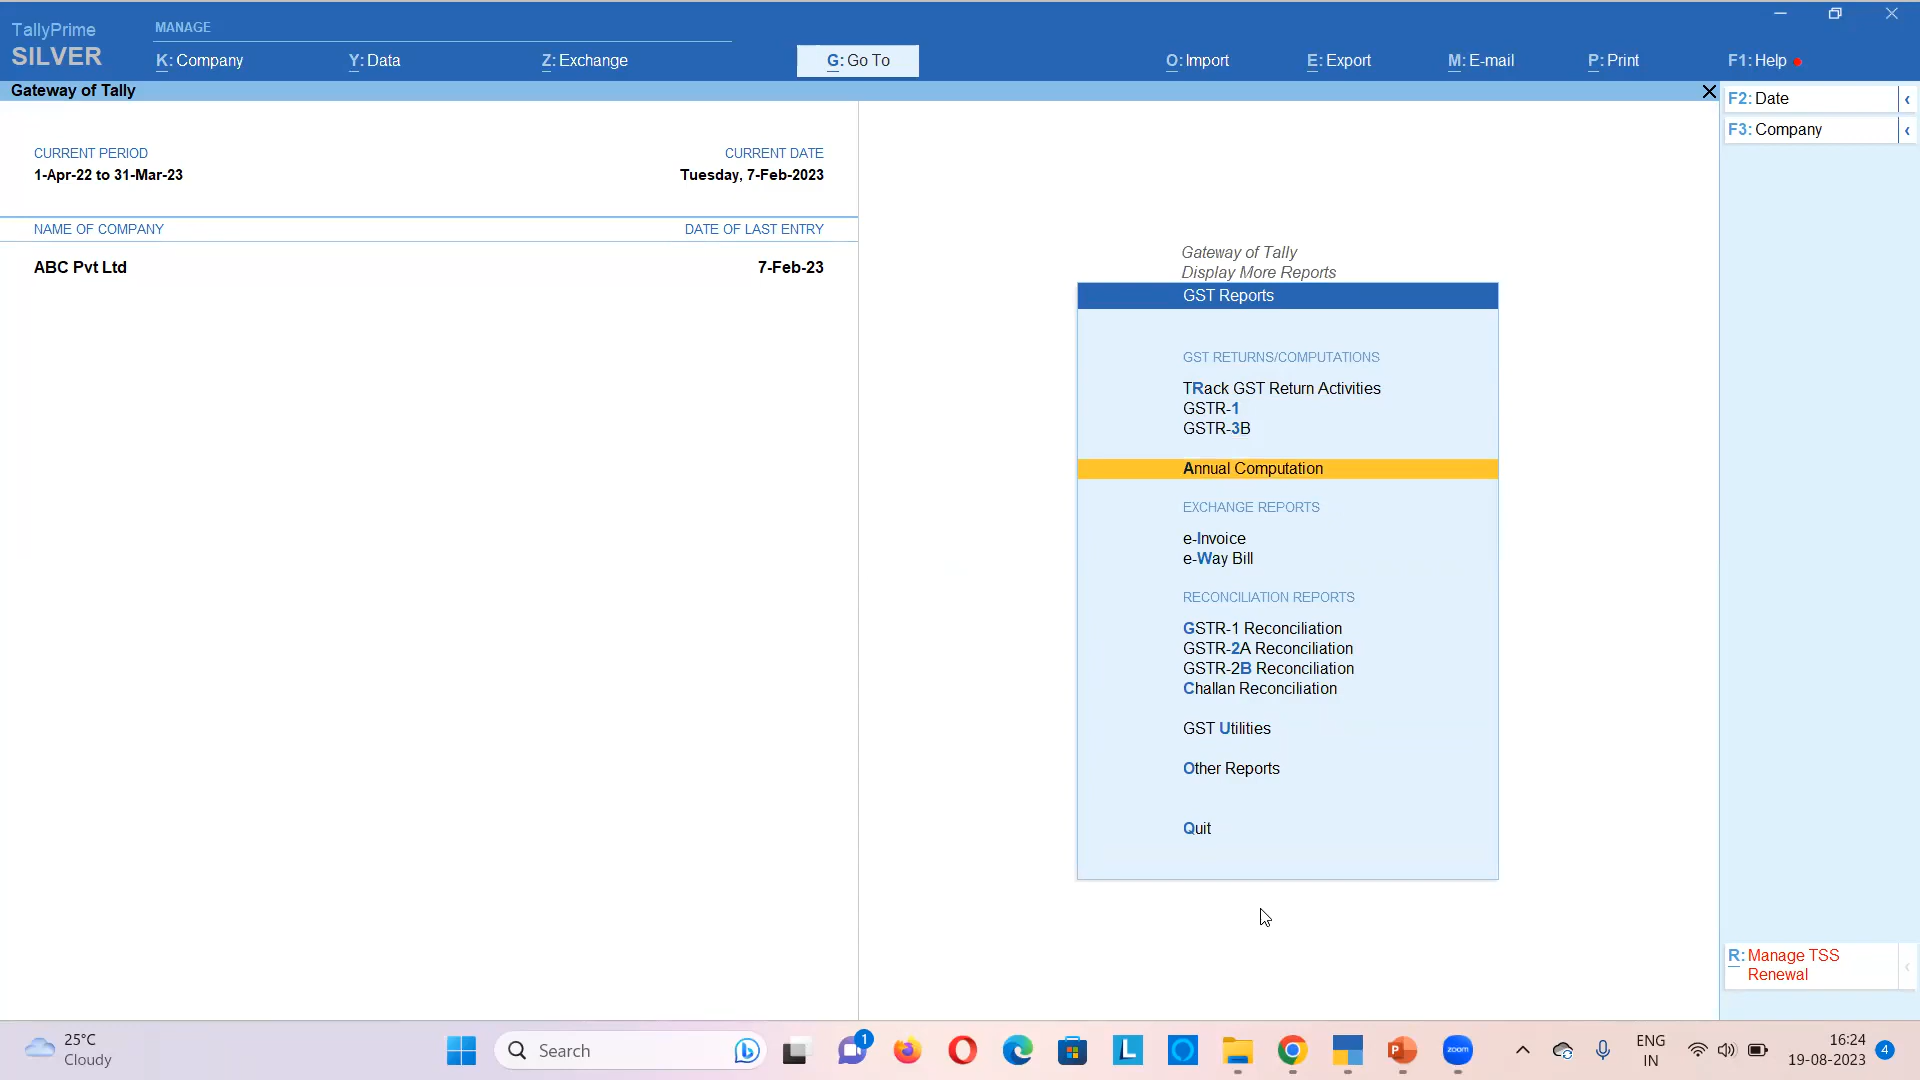 TallyPrime
SILVER
MANAGE
K: Company
Y: Data
Z: Exchange
G: Go To
O: Import
E: Export
M: E-mail
P: Print
F1: Help
Gateway of Tally
F2: Date
F3: Company
CURRENT PERIOD
CURRENT DATE
1-Apr-22 to 31-Mar-23
Tuesday, 7-Feb-2023
NAME OF COMPANY
DATE OF LAST ENTRY
ABC Pvt Ltd
7-Feb-23
Gateway of Tally
Display More Reports
GST Reports
GST RETURNS/COMPUTATIONS
TRack GST Return Activities
GSTR-1
GSTR-3B
Annual Computation
EXCHANGE REPORTS
e-Invoice
e-Way Bill
RECONCILIATION REPORTS
GSTR-1 Reconciliation
GSTR-2A Reconciliation
GSTR-2B Reconciliation
Challan Reconciliation
GST Utilities
Other Reports
Quit
R: Manage TSS
Renewal
25°C
Cloudy
Search
1
L
P
zoom
ENG
IN
16:24
19-08-2023
4